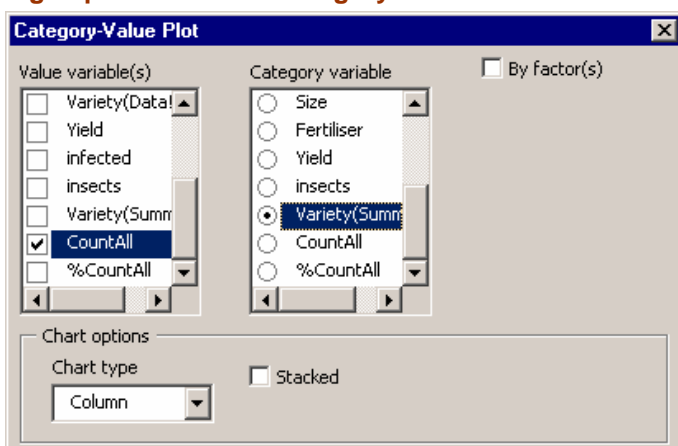 Category-Value Plot
Value variable(s)
Category variable
By factor(s)
Variety(Data!
Yield
infected
insects
Variety(Summ
CountAll
%CountAll
Size
Fertiliser
Yield
insects
Variety(Summ
CountAll
%CountAll
Chart options
Chart type
Stacked
Column